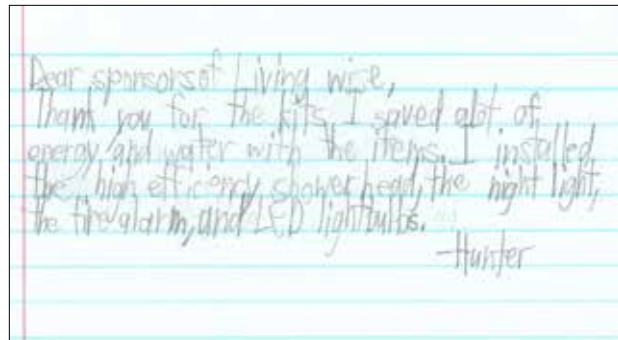 Dear sponsors of Living wise,
Thank you for the kits I saved alot of
energy and water with the items. I installed
the high efficiency shower head, the night light,
the fire alarm, and LED lightbulbs.
-Hunter